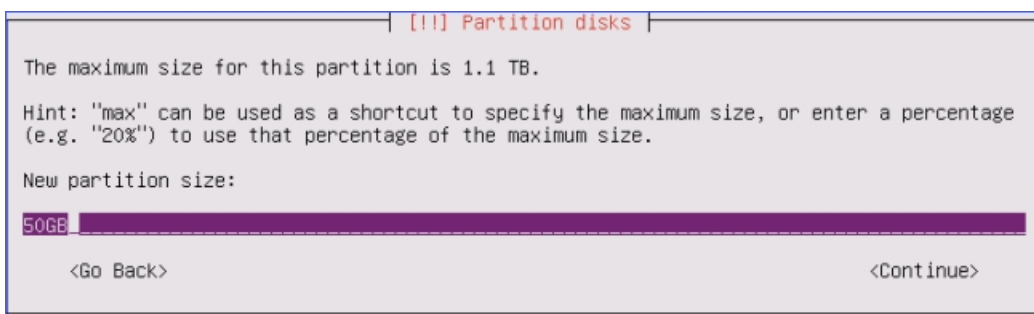 [!!] Partition disks
The maximum size for this partition is 1.1 TB.
Hint: "max" can be used as a shortcut to specify the maximum size, or enter a percentage
(e.g. "20%") to use that percentage of the maximum size.
New partition size:
50GB
<Go Back> <Continue>